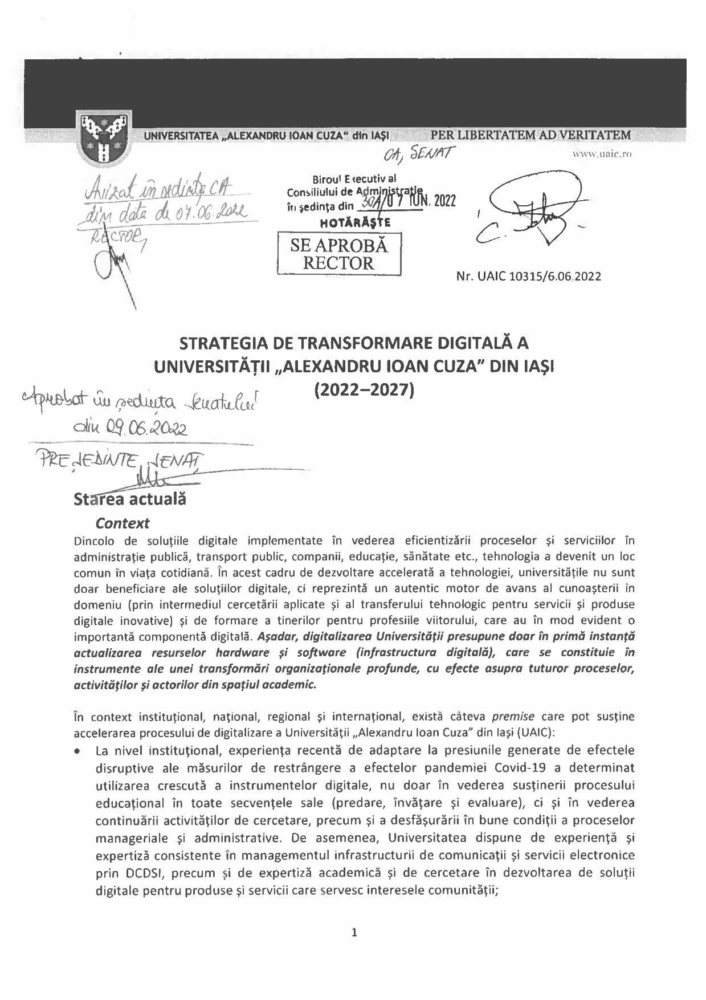 UNIVERSITATEA „ALEXANDRU IOAN CUZA“ din IAŞI PER LIBERTATEM AD VERITATEM
CA, SENAT www.uaic.ro
Avizat în ședința CA
din data de 07.06.2022
RECTOR,
Biroul Executiv al
Consiliului de Administraţie
în şedinţa din 07 IUN. 2022
HOTĂRĂŞTE
SE APROBĂ
RECTOR
Nr. UAIC 10315/6.06.2022
STRATEGIA DE TRANSFORMARE DIGITALĂ A
UNIVERSITĂȚII „ALEXANDRU IOAN CUZA” DIN IAȘI
(2022–2027)
Aprobat în ședința Senatului
din 09.06.2022
PREȘEDINTE SENAT
Starea actuală
Context
Dincolo de soluțiile digitale implementate în vederea eficientizării proceselor și serviciilor în
administrație publică, transport public, companii, educație, sănătate etc., tehnologia a devenit un loc
comun în viața cotidiană. În acest cadru de dezvoltare accelerată a tehnologiei, universitățile nu sunt
doar beneficiare ale soluțiilor digitale, ci reprezintă un autentic motor de avans al cunoașterii în
domeniu (prin intermediul cercetării aplicate și al transferului tehnologic pentru servicii și produse
digitale inovative) și de formare a tinerilor pentru profesiile viitorului, care au în mod evident o
importantă componentă digitală. Așadar, digitalizarea Universității presupune doar în primă instanță
actualizarea resurselor hardware și software (infrastructura digitală), care se constituie în
instrumente ale unei transformări organizaționale profunde, cu efecte asupra tuturor proceselor,
activităților și actorilor din spațiul academic.
În context instituțional, național, regional și internațional, există câteva premise care pot susține
accelerarea procesului de digitalizare a Universității „Alexandru Ioan Cuza” din Iași (UAIC):
• La nivel instituțional, experiența recentă de adaptare la presiunile generate de efectele
disruptive ale măsurilor de restrângere a efectelor pandemiei Covid-19 a determinat
utilizarea crescută a instrumentelor digitale, nu doar în vederea susținerii procesului
educațional în toate secvențele sale (predare, învățare și evaluare), ci și în vederea
continuării activităților de cercetare, precum și a desfășurării în bune condiții a proceselor
manageriale și administrative. De asemenea, Universitatea dispune de experiență și
expertiză consistente în managementul infrastructurii de comunicații și servicii electronice
prin DCDSI, precum și de expertiză academică și de cercetare în dezvoltarea de soluții
digitale pentru produse și servicii care servesc interesele comunității;
1